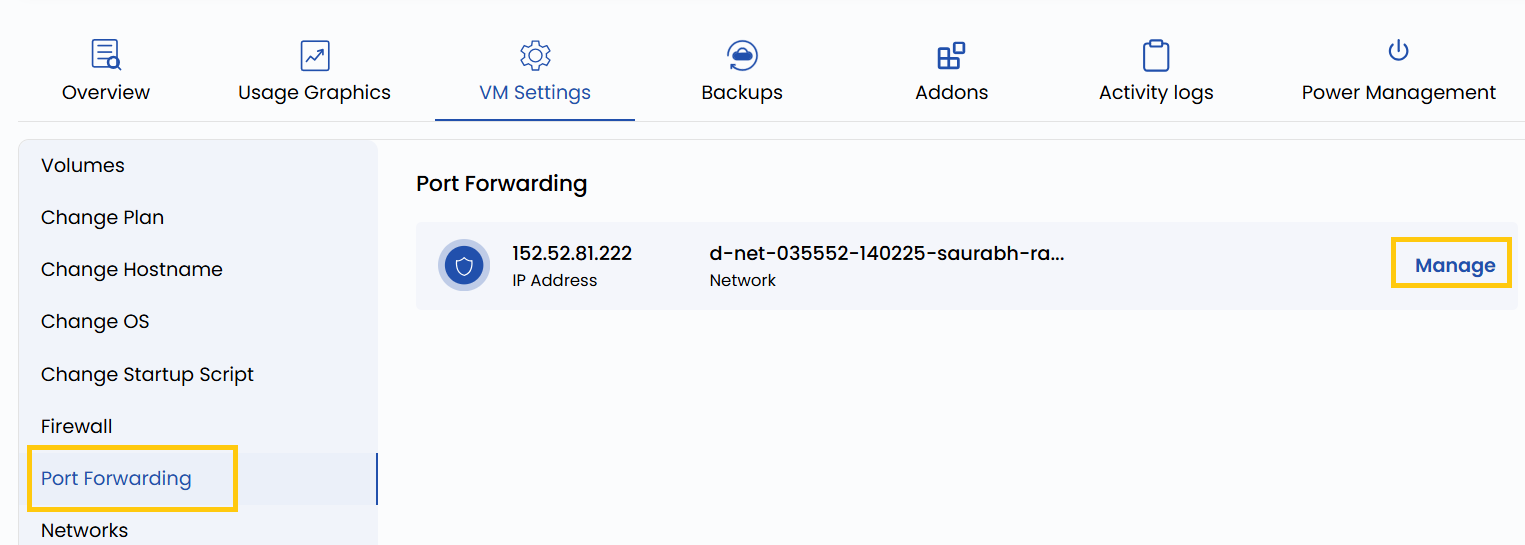 Overview
Usage Graphics
VM Settings
Backups
Addons
Activity logs
Power Management
Volumes
Change Plan
Change Hostname
Change OS
Change Startup Script
Firewall
Port Forwarding
Networks
Port Forwarding
152.52.81.222
IP Address
d-net-035552-140225-saurabh-ra...
Network
Manage